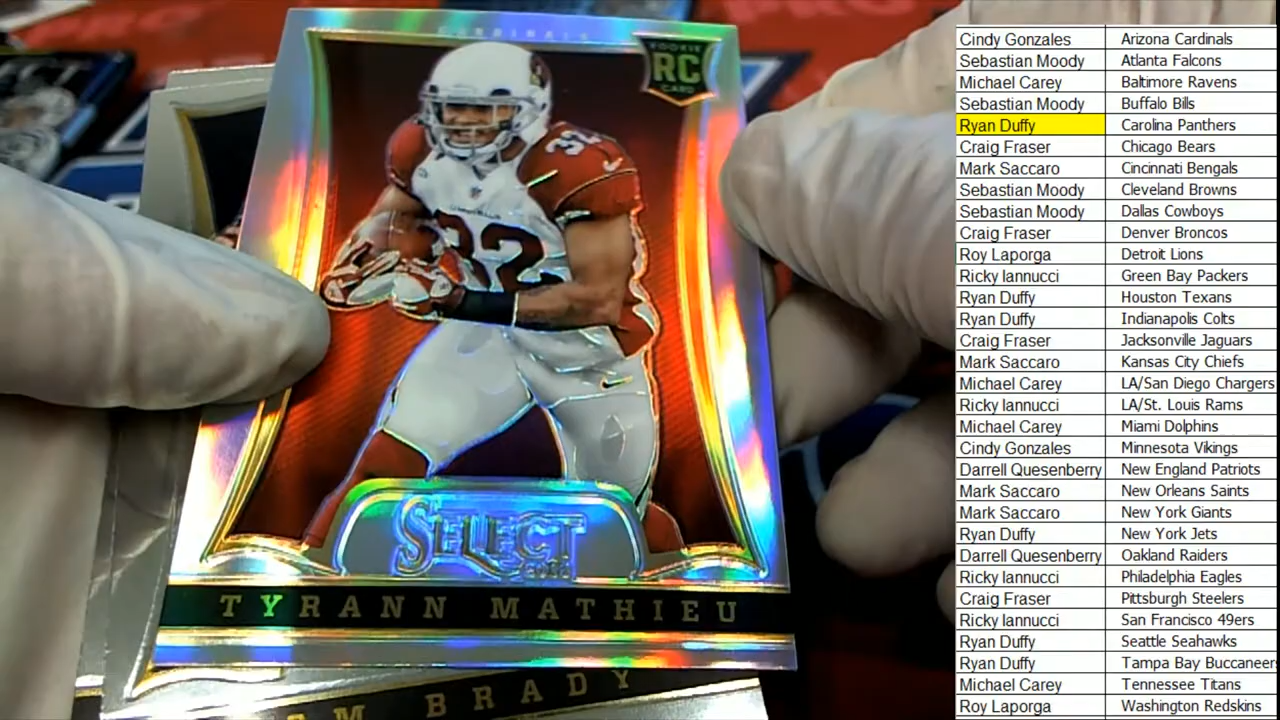 CARDINALS
ROOKIE
RC
CARD
32
32
SELECT
TYRANN MATHIEU
M BRADY
Cindy Gonzales Arizona Cardinals
Sebastian Moody Atlanta Falcons
Michael Carey Baltimore Ravens
Sebastian Moody Buffalo Bills
Ryan Duffy Carolina Panthers
Craig Fraser Chicago Bears
Mark Saccaro Cincinnati Bengals
Sebastian Moody Cleveland Browns
Sebastian Moody Dallas Cowboys
Craig Fraser Denver Broncos
Roy Laporga Detroit Lions
Ricky Iannucci Green Bay Packers
Ryan Duffy Houston Texans
Ryan Duffy Indianapolis Colts
Craig Fraser Jacksonville Jaguars
Mark Saccaro Kansas City Chiefs
Michael Carey LA/San Diego Chargers
Ricky Iannucci LA/St. Louis Rams
Michael Carey Miami Dolphins
Cindy Gonzales Minnesota Vikings
Darrell Quesenberry New England Patriots
Mark Saccaro New Orleans Saints
Mark Saccaro New York Giants
Ryan Duffy New York Jets
Darrell Quesenberry Oakland Raiders
Ricky Iannucci Philadelphia Eagles
Craig Fraser Pittsburgh Steelers
Ricky Iannucci San Francisco 49ers
Ryan Duffy Seattle Seahawks
Ryan Duffy Tampa Bay Buccaneer
Michael Carey Tennessee Titans
Roy Laporga Washington Redskins